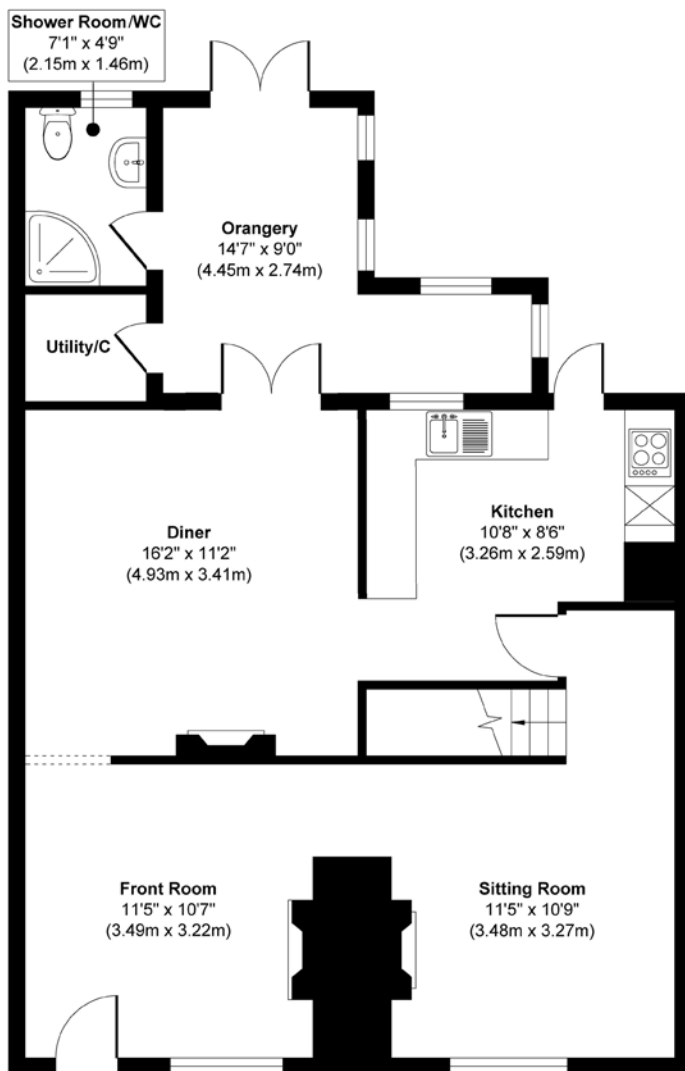 Shower Room/WC
7'1" x 4'9"
(2.15m x 1.46m)
Orangery
14'7" x 9'0"
(4.45m x 2.74m)
Utility/C
Diner
16'2" x 11'2"
(4.93m x 3.41m)
Kitchen
10'8" x 8'6"
(3.26m x 2.59m)
Front Room
11'5" x 10'7"
(3.49m x 3.22m)
Sitting Room
11'5" x 10'9"
(3.48m x 3.27m)